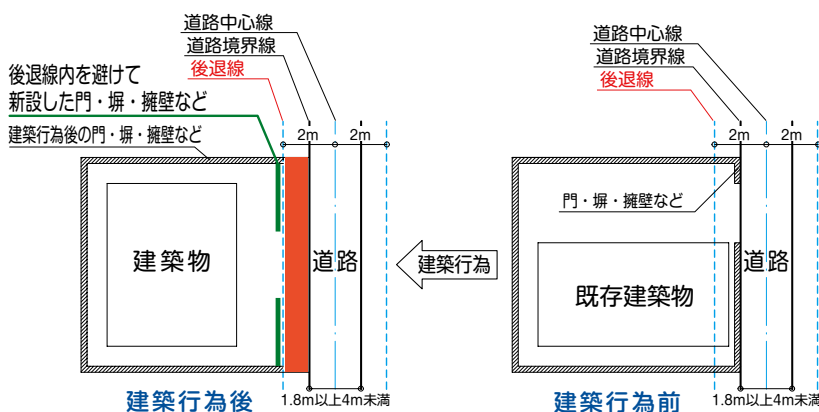 道路中心線
道路境界線
後退線
後退線内を避けて
新設した門・塀・擁壁など
建築行為後の門・塀・擁壁など
2m
2m
建築物
道路
1.8m以上4m未満
建築行為後
建築行為
道路中心線
道路境界線
後退線
2m
2m
門・塀・擁壁など
既存建築物
道路
1.8m以上4m未満
建築行為前